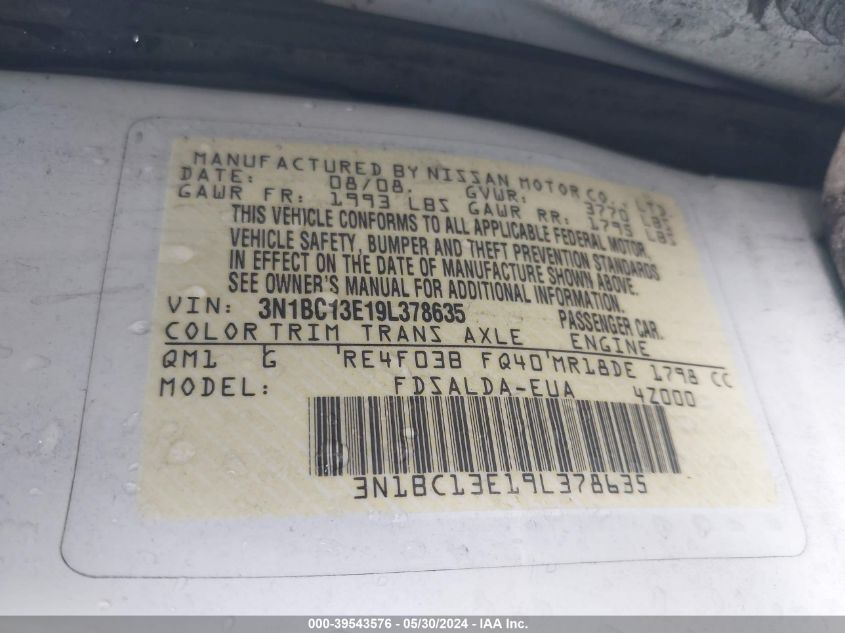 MANUFACTURED BY NISSAN MOTOR CO.,
DATE: 08/08. GVWR: 3770
GAWR FR: 1993 LBS GAWR RR: 1795 LBS
THIS VEHICLE CONFORMS TO ALL APPLICABLE FEDERAL MOTOR
VEHICLE SAFETY, BUMPER AND THEFT PREVENTION STANDARDS
IN EFFECT ON THE DATE OF MANUFACTURE SHOWN ABOVE.
SEE OWNER'S MANUAL FOR ADDITIONAL INFORMATION.
VIN: 3N1BC13E19L378635 PASSENGER CAR.
COLOR TRIM TRANS AXLE ENGINE
QM1 G RE4F03B FQ40 MR18DE 1798 CC
MODEL: FDSALDA-EUA 4Z000
3N1BC13E19L378635
000-39543576 - 05/30/2024 - IAA Inc.